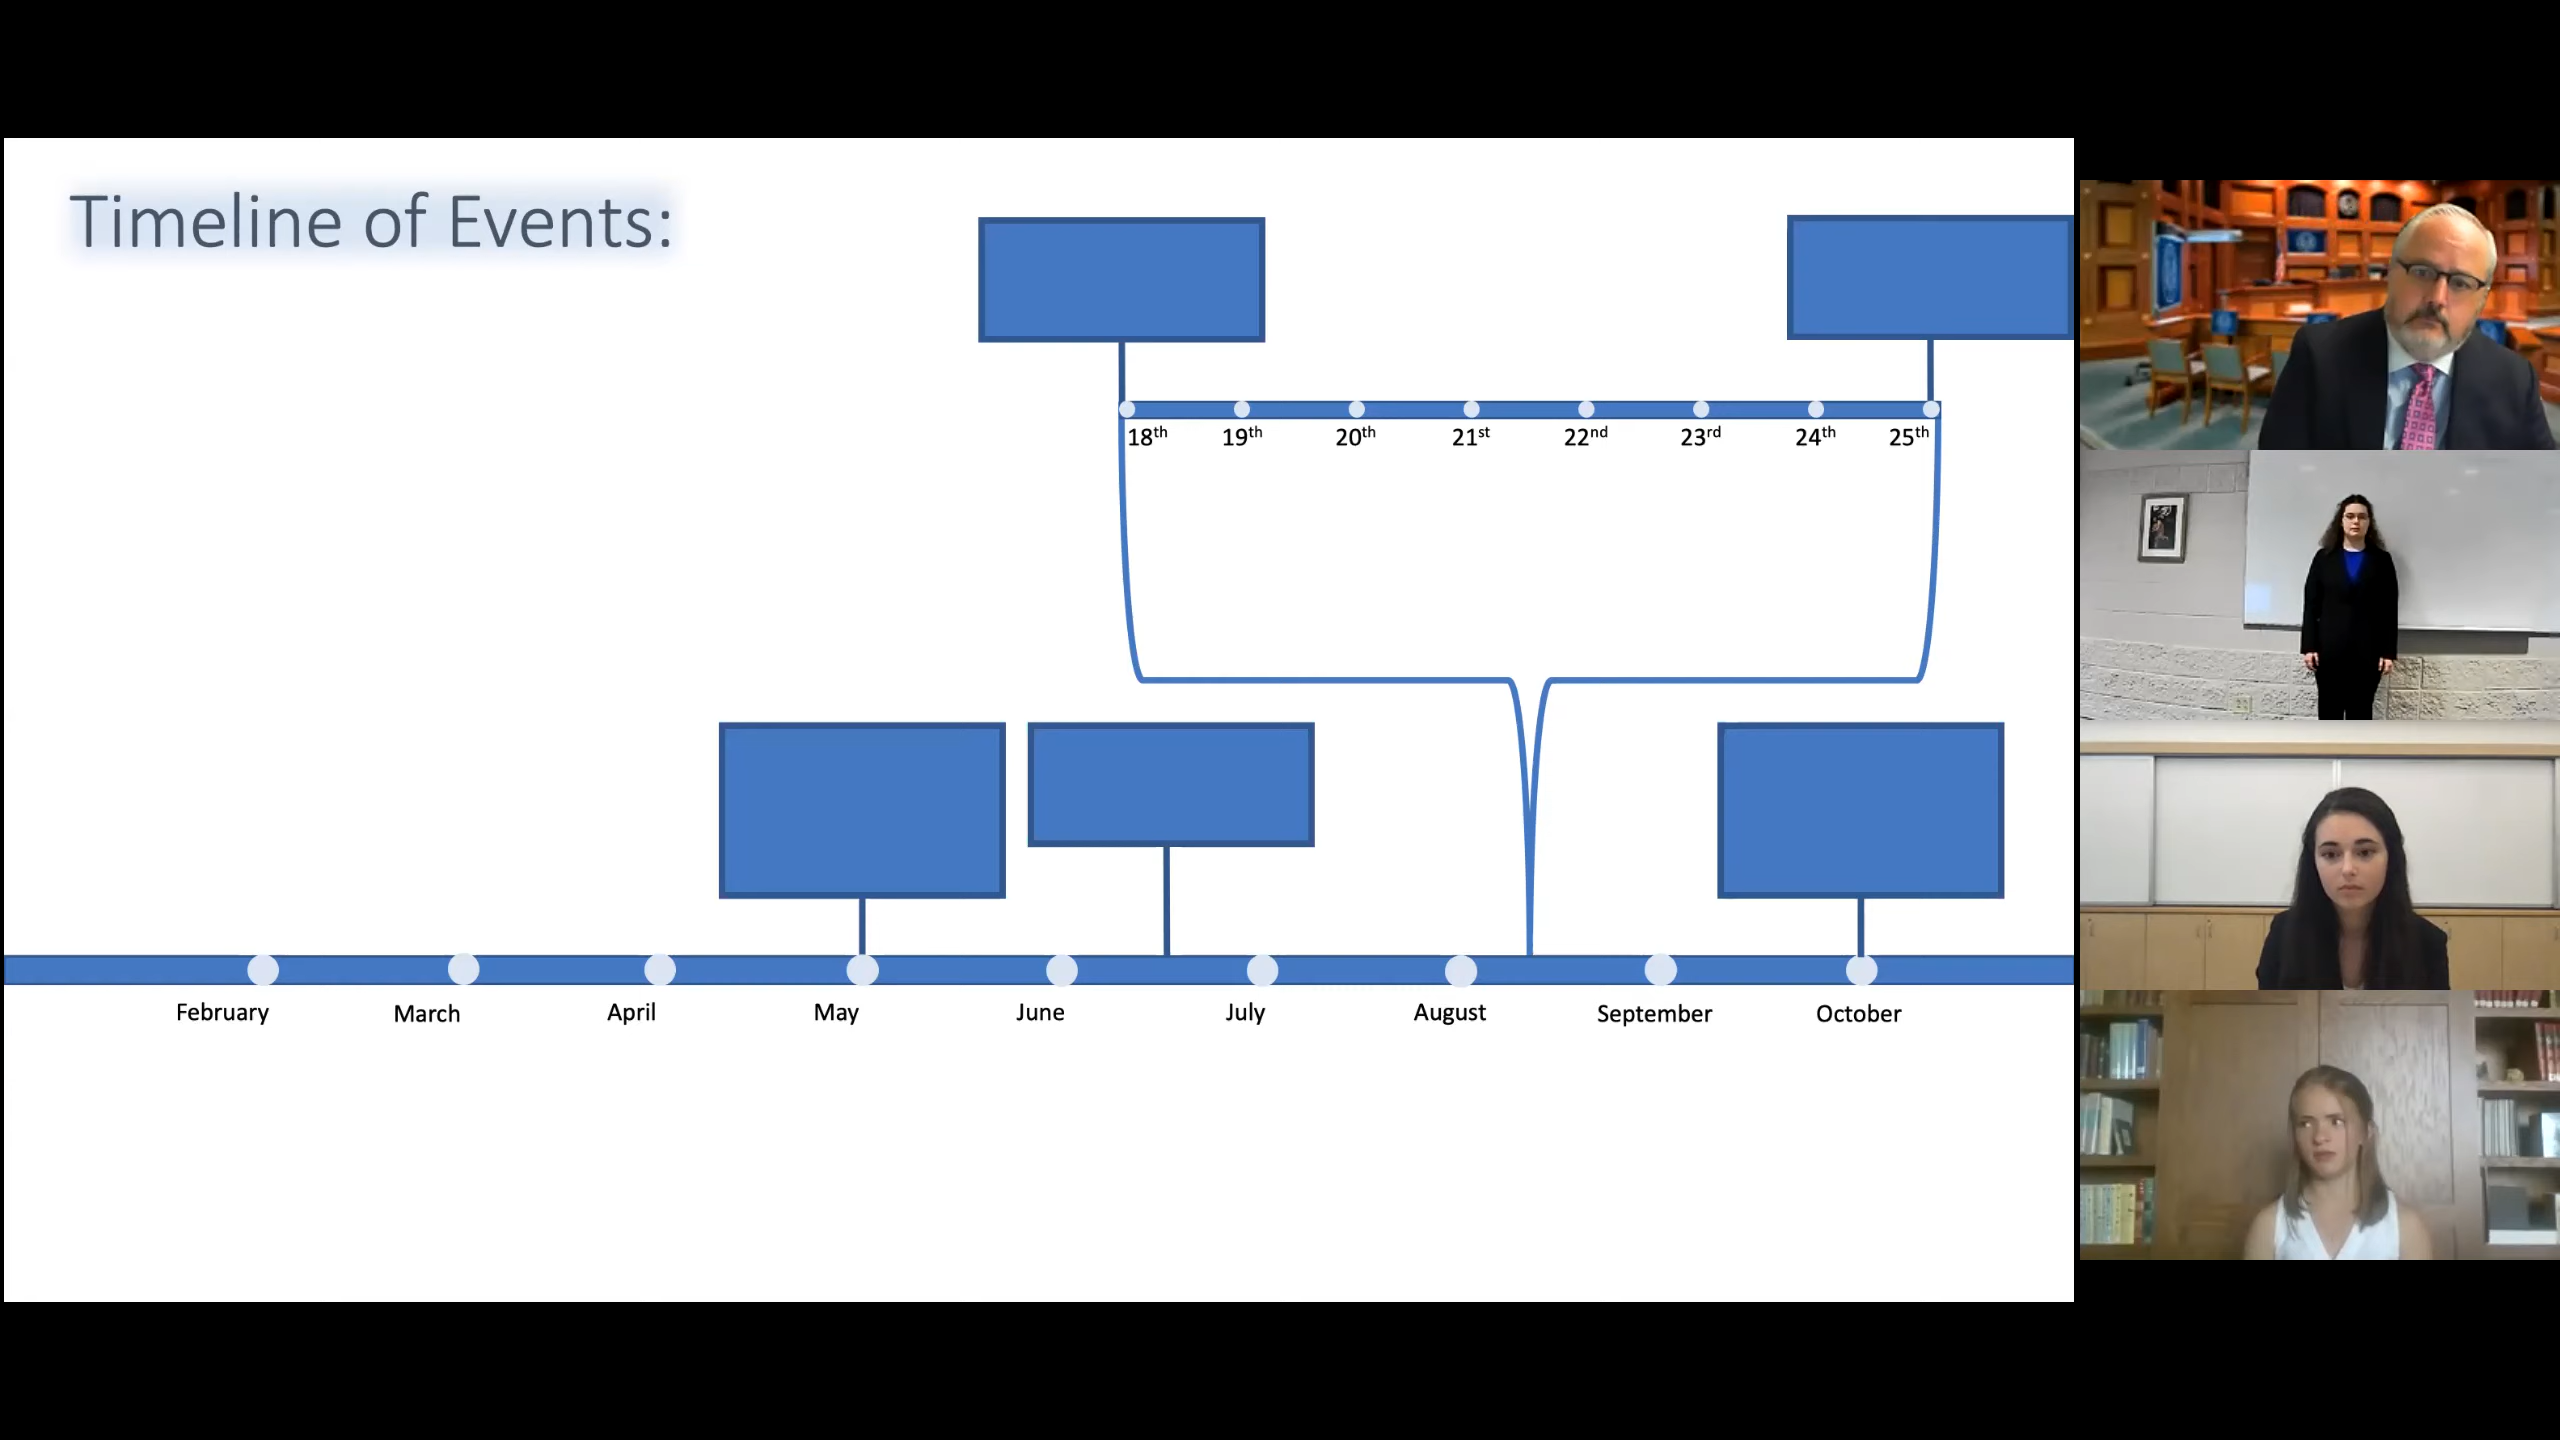 Timeline of Events:
18th 19th 20th 21st 22nd 23rd 24th 25th
February March April May June July August September October